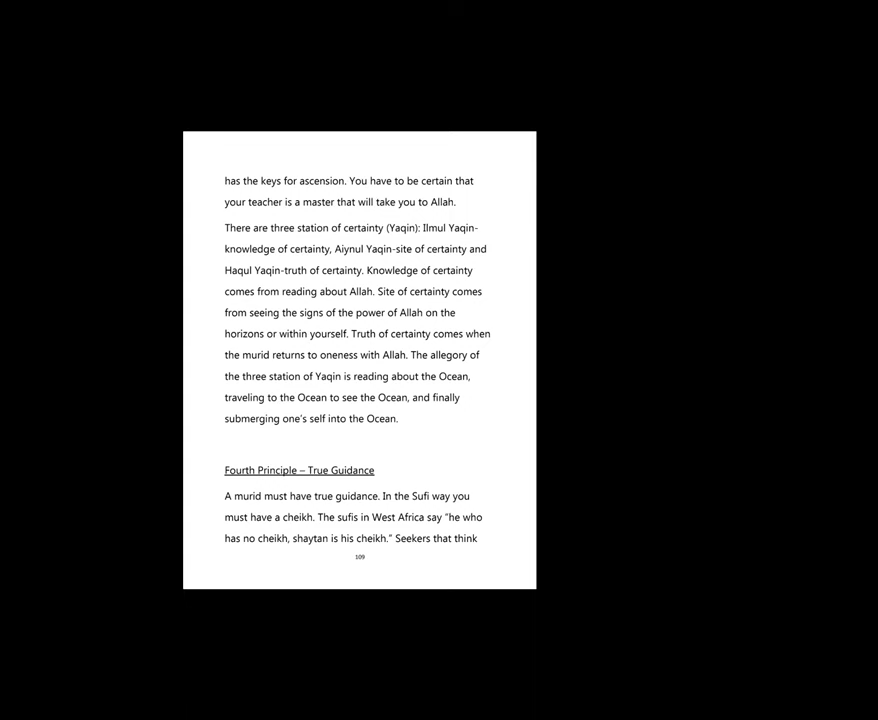 has the keys for ascension. You have to be certain that
your teacher is a master that will take you to Allah.
There are three station of certainty (Yaqin): Ilmul Yaqin-
knowledge of certainty, Aiynul Yaqin-site of certainty and
Haqul Yaqin-truth of certainty. Knowledge of certainty
comes from reading about Allah. Site of certainty comes
from seeing the signs of the power of Allah on the
horizons or within yourself. Truth of certainty comes when
the murid returns to oneness with Allah. The allegory of
the three station of Yaqin is reading about the Ocean,
traveling to the Ocean to see the Ocean, and finally
submerging one's self into the Ocean.
Fourth Principle – True Guidance
A murid must have true guidance. In the Sufi way you
must have a cheikh. The sufis in West Africa say "he who
has no cheikh, shaytan is his cheikh." Seekers that think
109